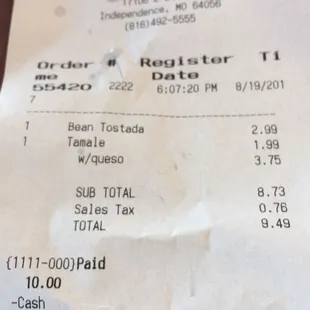 Independence, MO 64056
(816)492-5555
Order # Register Ti
me Date
55420 2222 6:07:20 PM 8/19/201
7
1 Bean Tostada 2.99
1 Tamale 1.99
w/queso 3.75
SUB TOTAL 8.73
Sales Tax 0.76
TOTAL 9.49
{1111-000}Paid
10.00
-Cash